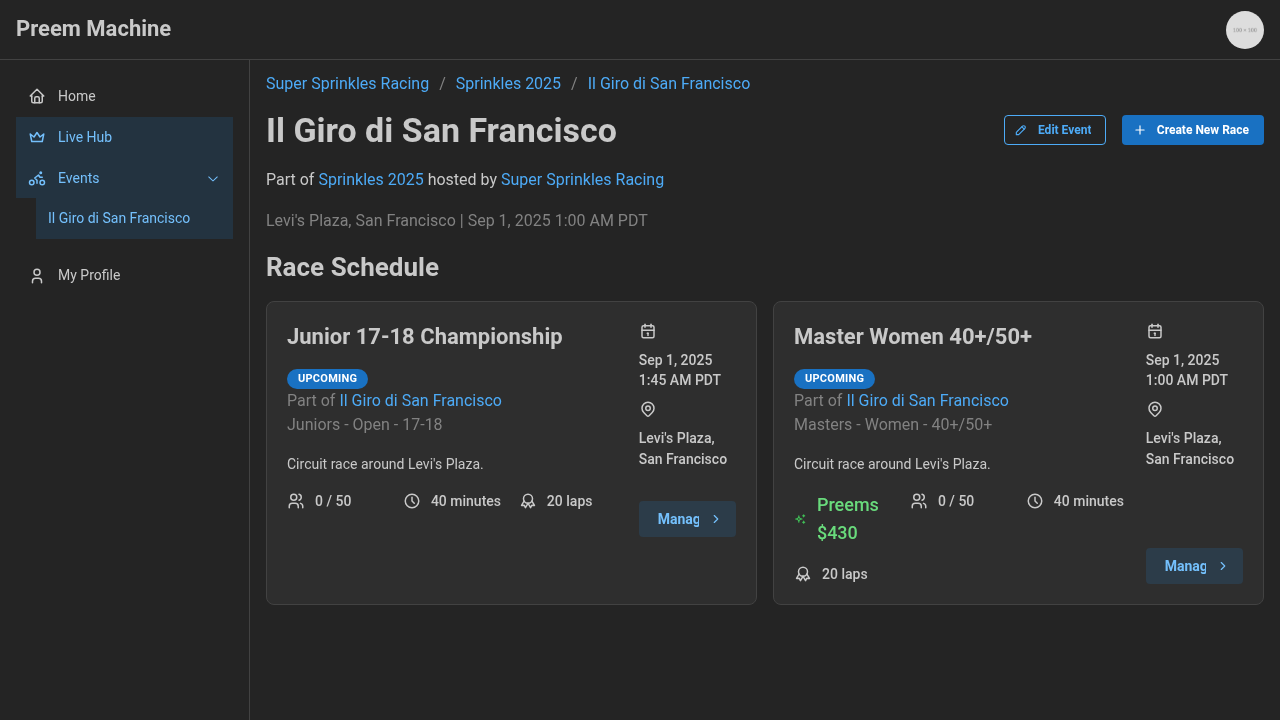 Preem Machine
100 × 100
Home
Live Hub
Events
Il Giro di San Francisco
My Profile
Super Sprinkles Racing / Sprinkles 2025 / Il Giro di San Francisco
Il Giro di San Francisco
Edit Event
Create New Race
Part of Sprinkles 2025 hosted by Super Sprinkles Racing
Levi's Plaza, San Francisco | Sep 1, 2025 1:00 AM PDT
Race Schedule
Junior 17-18 Championship
UPCOMING
Part of Il Giro di San Francisco
Juniors - Open - 17-18
Circuit race around Levi's Plaza.
0 / 50
40 minutes
20 laps
Sep 1, 2025
1:45 AM PDT
Levi's Plaza,
San Francisco
Manag
Master Women 40+/50+
UPCOMING
Part of Il Giro di San Francisco
Masters - Women - 40+/50+
Circuit race around Levi's Plaza.
Preems
$430
0 / 50
40 minutes
20 laps
Sep 1, 2025
1:00 AM PDT
Levi's Plaza,
San Francisco
Manag